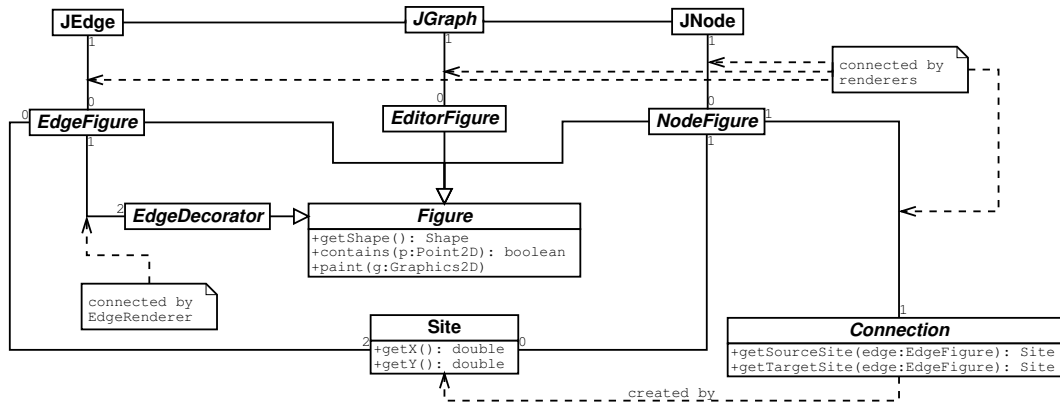 JEdge
JGraph
JNode
1
1
1
connected by
renderers
0
0
0
0
1
EdgeFigure
EditorFigure
NodeFigure
1
1
2
EdgeDecorator
Figure
+getShape(): Shape
+contains(p:Point2D): boolean
+paint(g:Graphics2D)
connected by
EdgeRenderer
1
Site
Connection
2
+getX(): double
0
+getY(): double
+getSourceSite(edge:EdgeFigure): Site
+getTargetSite(edge:EdgeFigure): Site
created by